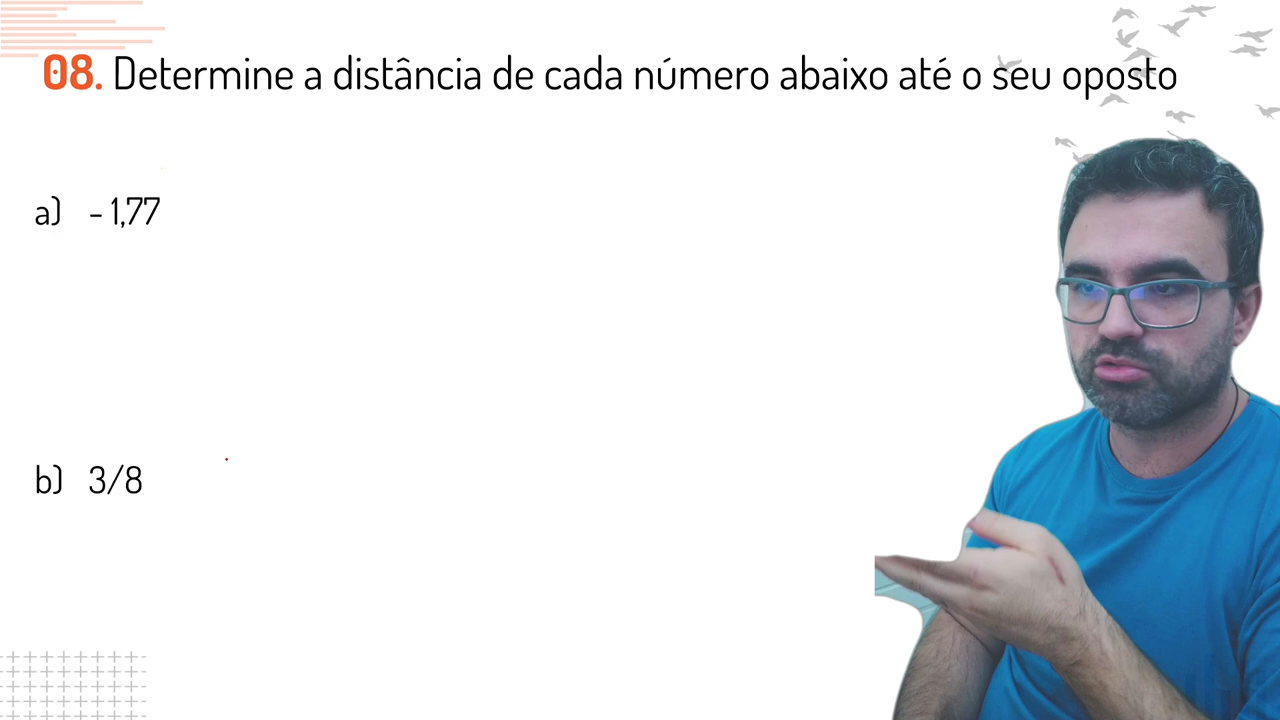 08. Determine a distância de cada número abaixo até o seu oposto
a) - 1,77
b) 3/8